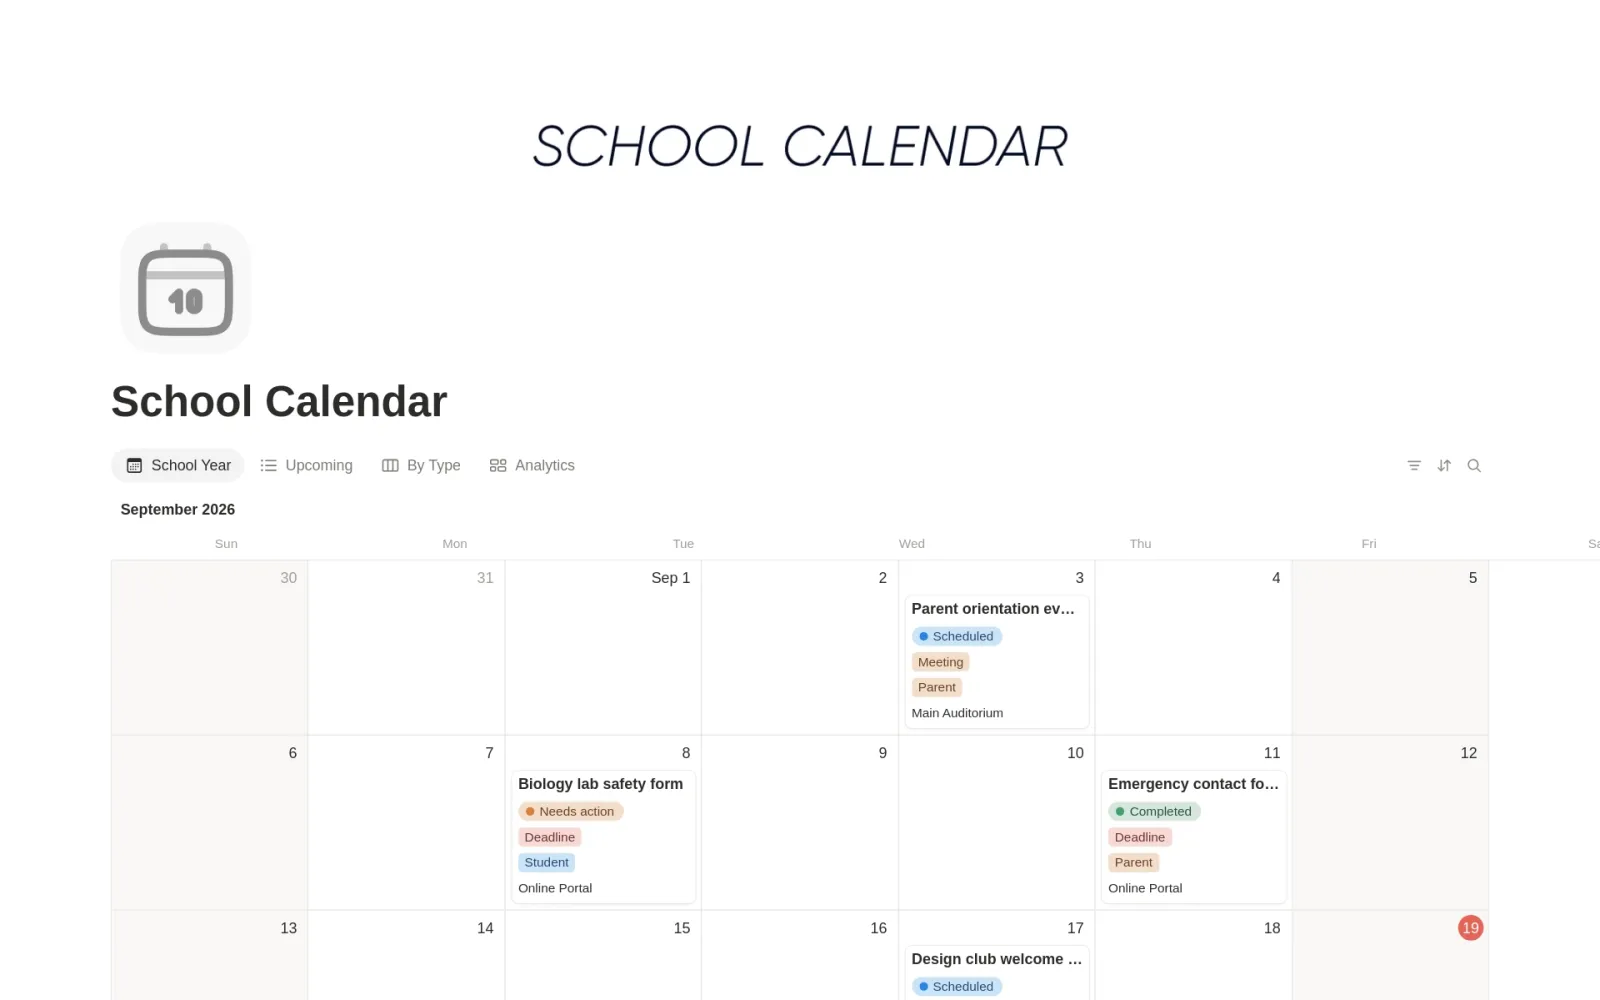 SCHOOL CALENDAR
10
School Calendar
School Year Upcoming By Type Analytics
September 2026
Sun Mon Tue Wed Thu Fri Sa
30 31 Sep 1 2 3 4 5
Parent orientation ev…
Scheduled
Meeting
Parent
Main Auditorium
6 7 8 9 10 11 12
Biology lab safety form Emergency contact fo…
Needs action Completed
Deadline Deadline
Student Parent
Online Portal Online Portal
13 14 15 16 17 18 19
Design club welcome …
Scheduled